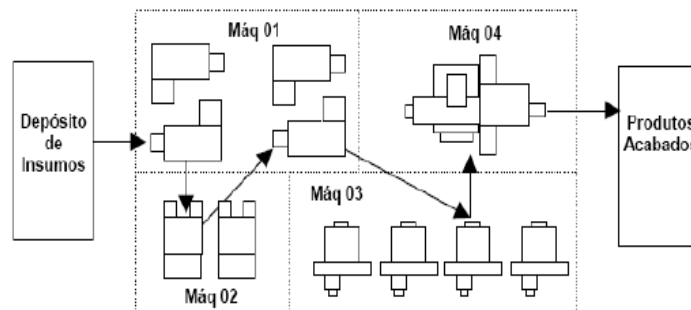 Máq 01
Máq 04
Depósito
de
Insumos
Produtos
Acabados
Máq 03
Máq 02